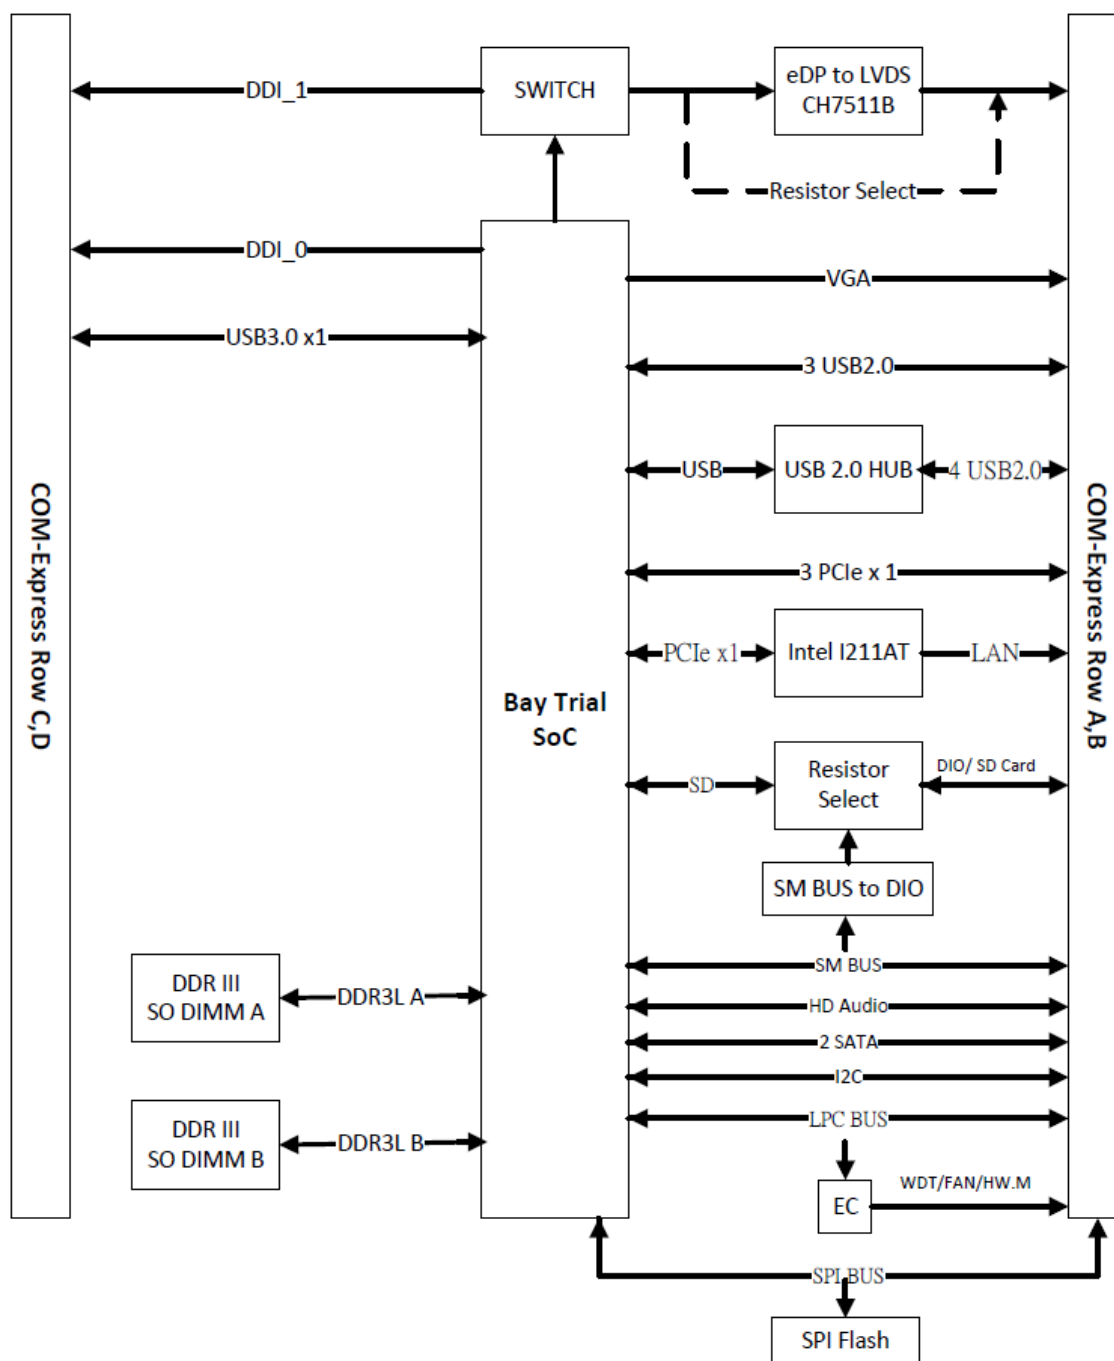 DDI_1
SWITCH
eDP to LVDS
CH7511B
Resistor Select
DDI_0
VGA
USB3.0 x1
3 USB2.0
USB
USB 2.0 HUB
4 USB2.0
COM-Express Row C,D
COM-Express Row A,B
3 PCIe x 1
PCIe x1
Intel I211AT
LAN
Bay Trial
SoC
SD
Resistor
Select
DIO/ SD Card
SM BUS to DIO
SM BUS
DDR III
SO DIMM A
DDR3L A
HD Audio
2 SATA
I2C
LPC BUS
DDR III
SO DIMM B
DDR3L B
EC
WDT/FAN/HW.M
SPI BUS
SPI Flash